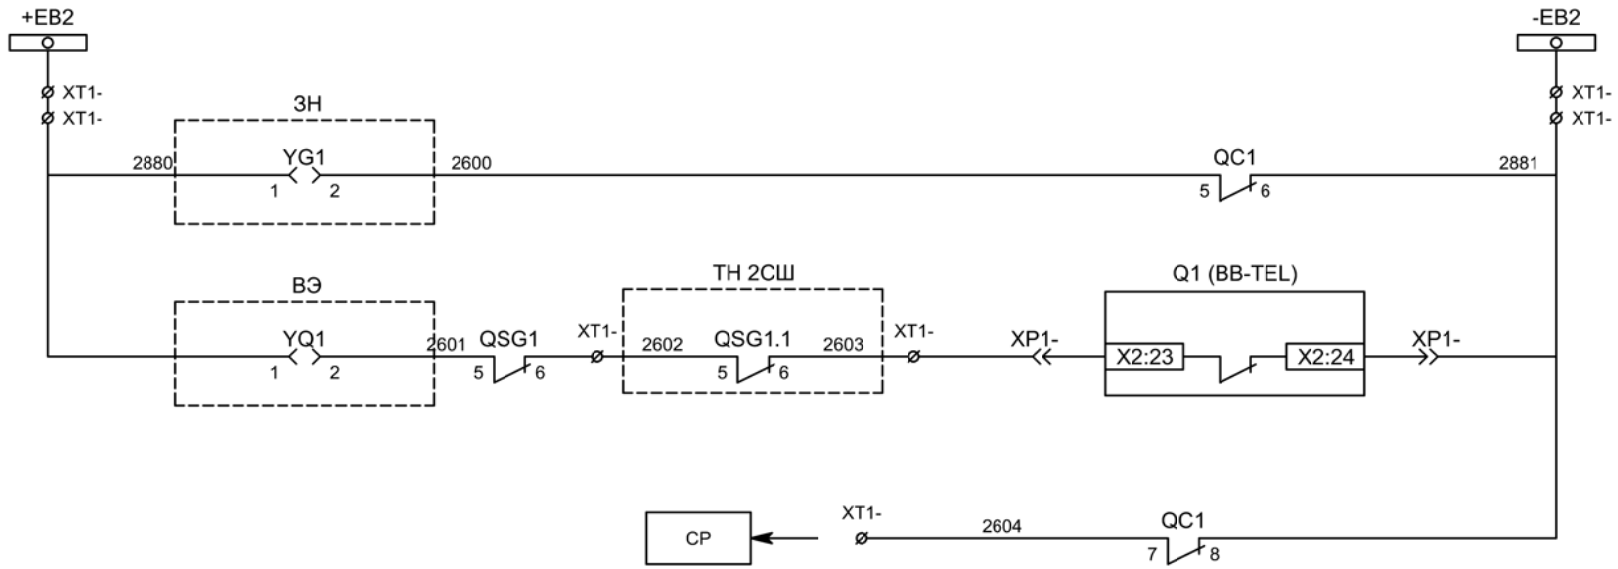 +EB2
-EB2
XT1-
XT1-
XT1-
XT1-
ЗН
2880
YG1
1
2
2600
QC1
5
6
2881
ВЭ
YQ1
1
2
2601
QSG1
5
6
XT1-
ТН 2СШ
2602
QSG1.1
5
6
2603
XT1-
XP1-
Q1 (BB-TEL)
X2:23
X2:24
XP1-
СР
XT1-
2604
QC1
7
8